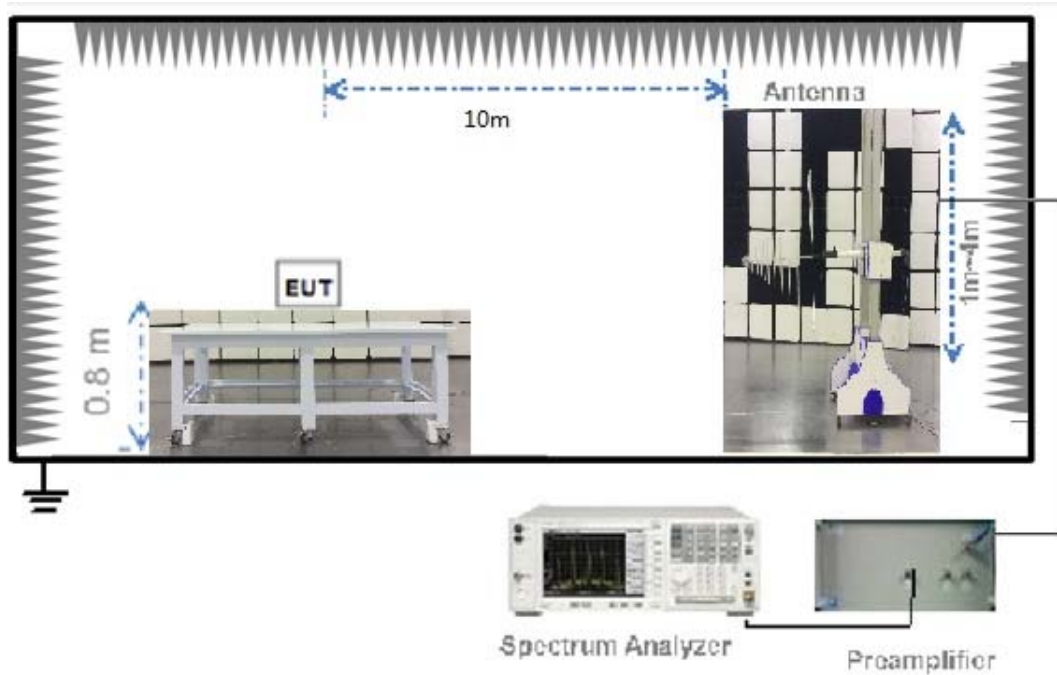 10m
Antenna
EUT
0.8 m
1m-4m
Spectrum Analyzer
Preamplifier